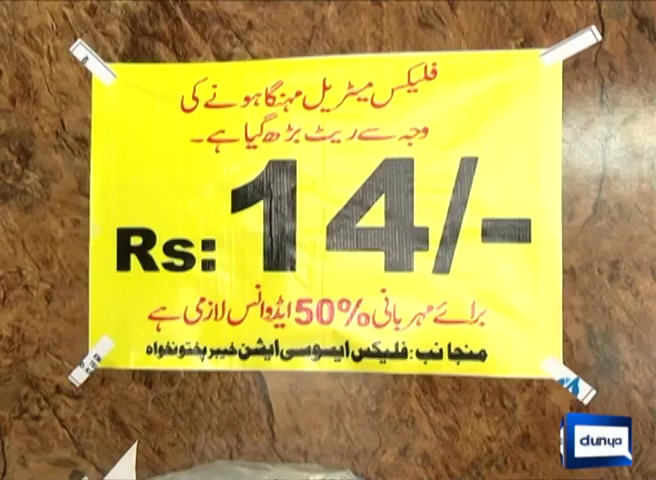 فلیکس میٹریل مہنگا ہونے کی
وجہ سے ریٹ بڑھ گیا ہے۔
Rs: 14/-
برائے مہربانی 50% ایڈوانس لازمی ہے
منجانب: فلیکس ایسوسی ایشن خیبر پختونخواہ
dunya